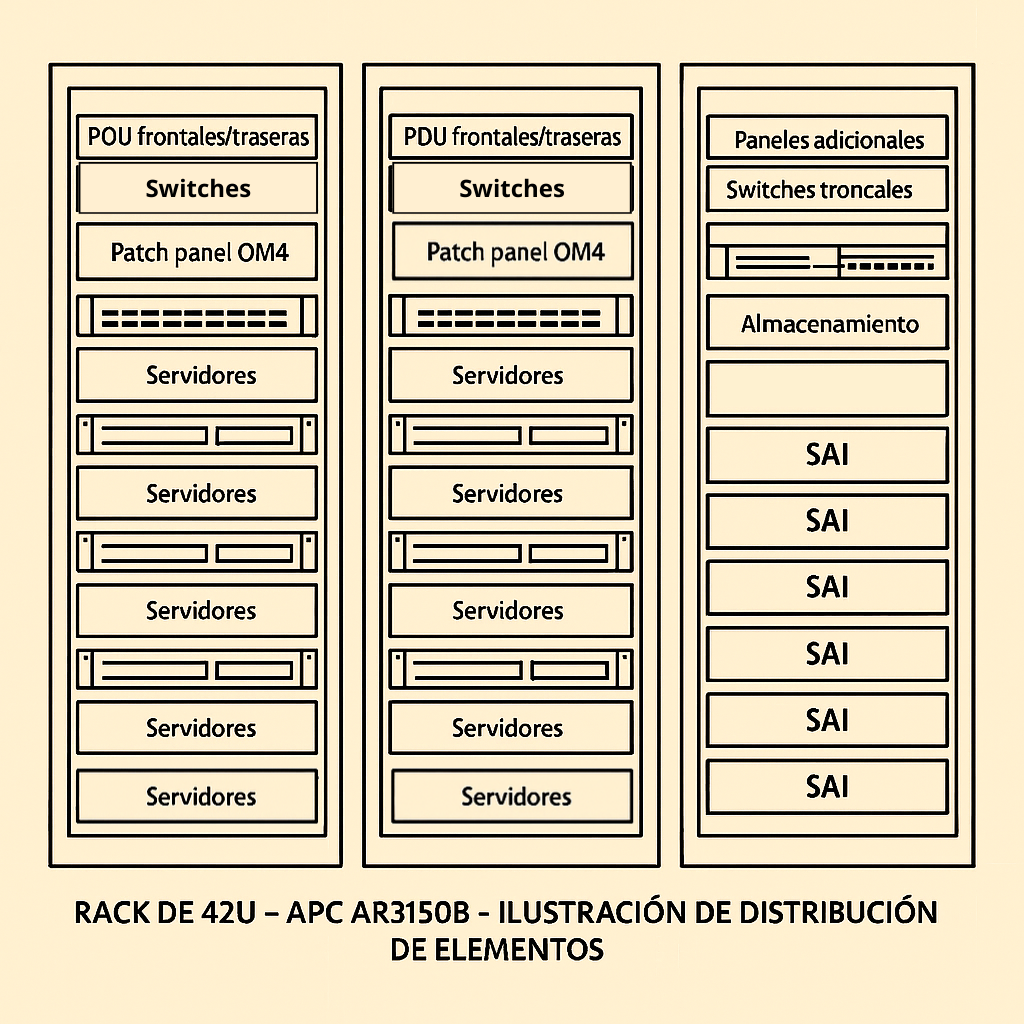 POU frontales/traseras
Switches
Patch panel OM4
Servidores
Servidores
Servidores
Servidores
Servidores
PDU frontales/traseras
Switches
Patch panel OM4
Servidores
Servidores
Servidores
Servidores
Servidores
Paneles adicionales
Switches troncales
Almacenamiento
SAI
SAI
SAI
SAI
SAI
SAI
RACK DE 42U – APC AR3150B - ILUSTRACIÓN DE DISTRIBUCIÓN
DE ELEMENTOS